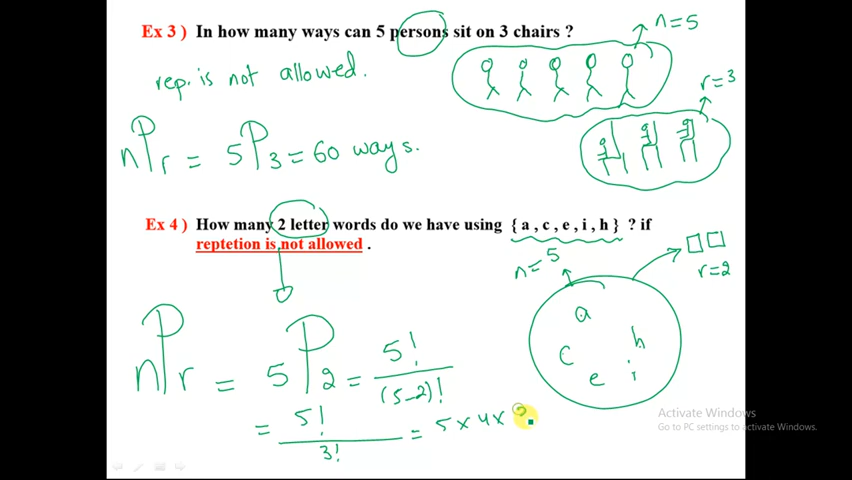 Ex 3 ) In how many ways can 5 persons sit on 3 chairs ?
n=5
rep. is not allowed.
r=3
nPr = 5P3 = 60 ways.
Ex 4 ) How many 2 letter words do we have using { a , c , e , i , h } ? if
reptetion is not allowed .
n=5
r=2
a
c
h
e
i
nPr = 5P2 = 5! / (5-2)!
= 5! / 3! = 5 x 4 x
Activate Windows
Go to PC settings to activate Windows.